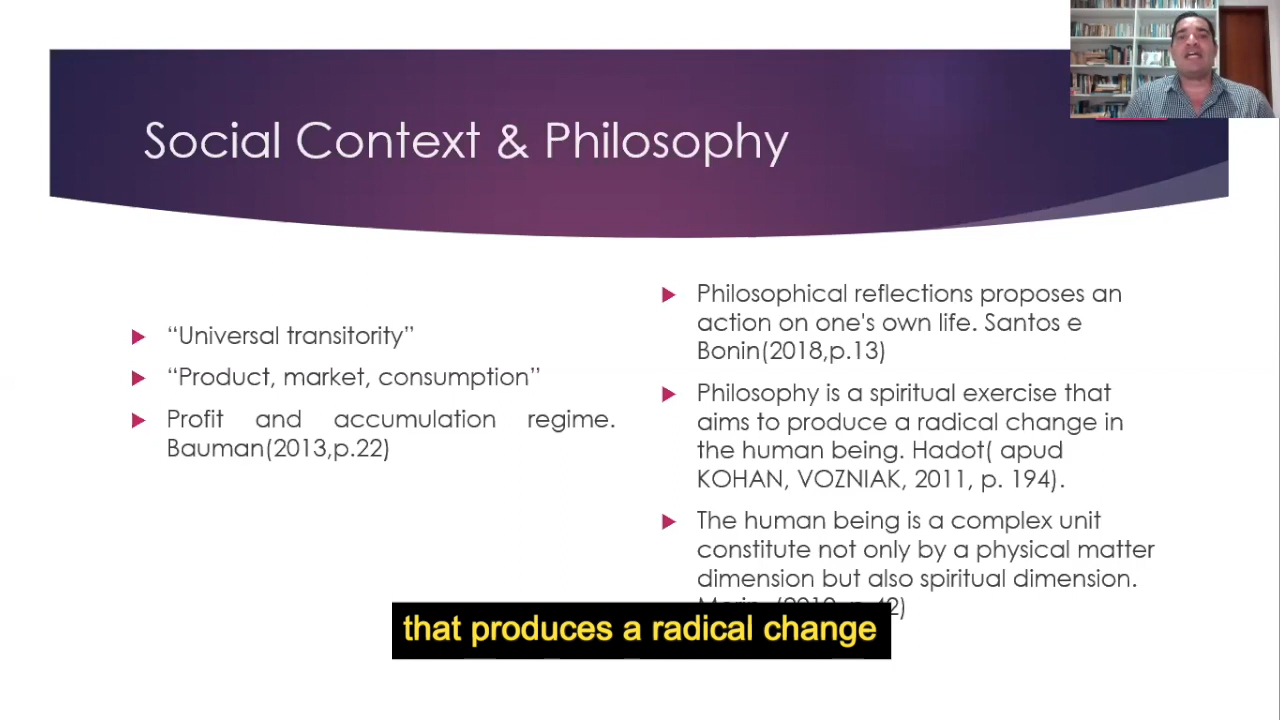 Social Context & Philosophy
“Universal transitority”
“Product, market, consumption”
Profit and accumulation regime.
Bauman(2013,p.22)
Philosophical reflections proposes an
action on one's own life. Santos e
Bonin(2018,p.13)
Philosophy is a spiritual exercise that
aims to produce a radical change in
the human being. Hadot( apud
KOHAN, VOZNIAK, 2011, p. 194).
The human being is a complex unit
constitute not only by a physical matter
dimension but also spiritual dimension.
that produces a radical change